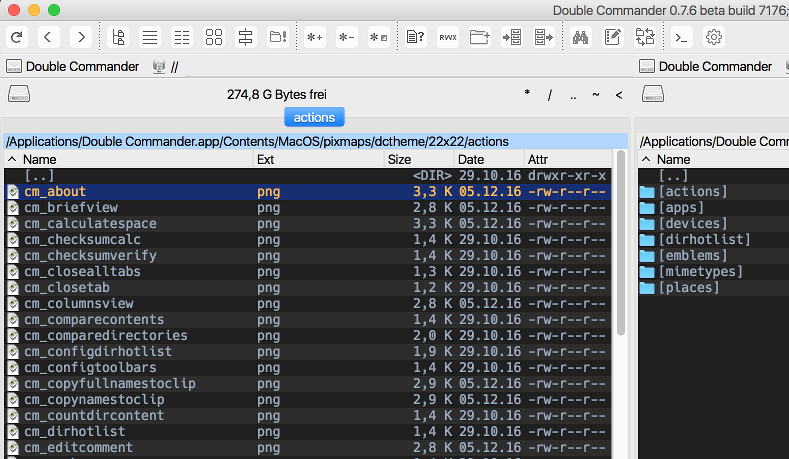 Double Commander 0.7.6 beta build 7176;
*+ *- * ? RWX ! >_
Double Commander //
Double Commander
274,8 G Bytes frei * / .. ~ <
actions
/Applications/Double Commander.app/Contents/MacOS/pixmaps/dctheme/22x22/actions
/Applications/Double Comm
Name Ext Size Date Attr
Name
[..] <DIR> 29.10.16 drwxr-xr-x
[..]
cm_about png 3,3 K 05.12.16 -rw-r--r--
[actions]
cm_briefview png 2,8 K 05.12.16 -rw-r--r--
[apps]
cm_calculatespace png 3,3 K 05.12.16 -rw-r--r--
[devices]
cm_checksumcalc png 1,4 K 29.10.16 -rw-r--r--
[dirhotlist]
cm_checksumverify png 1,4 K 29.10.16 -rw-r--r--
[emblems]
cm_closealltabs png 1,3 K 29.10.16 -rw-r--r--
[mimetypes]
cm_closetab png 1,2 K 29.10.16 -rw-r--r--
[places]
cm_columnsview png 2,8 K 05.12.16 -rw-r--r--
cm_comparecontents png 1,4 K 29.10.16 -rw-r--r--
cm_comparedirectories png 2,0 K 29.10.16 -rw-r--r--
cm_configdirhotlist png 1,9 K 29.10.16 -rw-r--r--
cm_configtoolbars png 1,4 K 29.10.16 -rw-r--r--
cm_copyfullnamestoclip png 2,9 K 05.12.16 -rw-r--r--
cm_copynamestoclip png 2,9 K 05.12.16 -rw-r--r--
cm_countdircontent png 1,4 K 29.10.16 -rw-r--r--
cm_dirhotlist png 1,4 K 29.10.16 -rw-r--r--
cm_editcomment png 2,8 K 05.12.16 -rw-r--r--